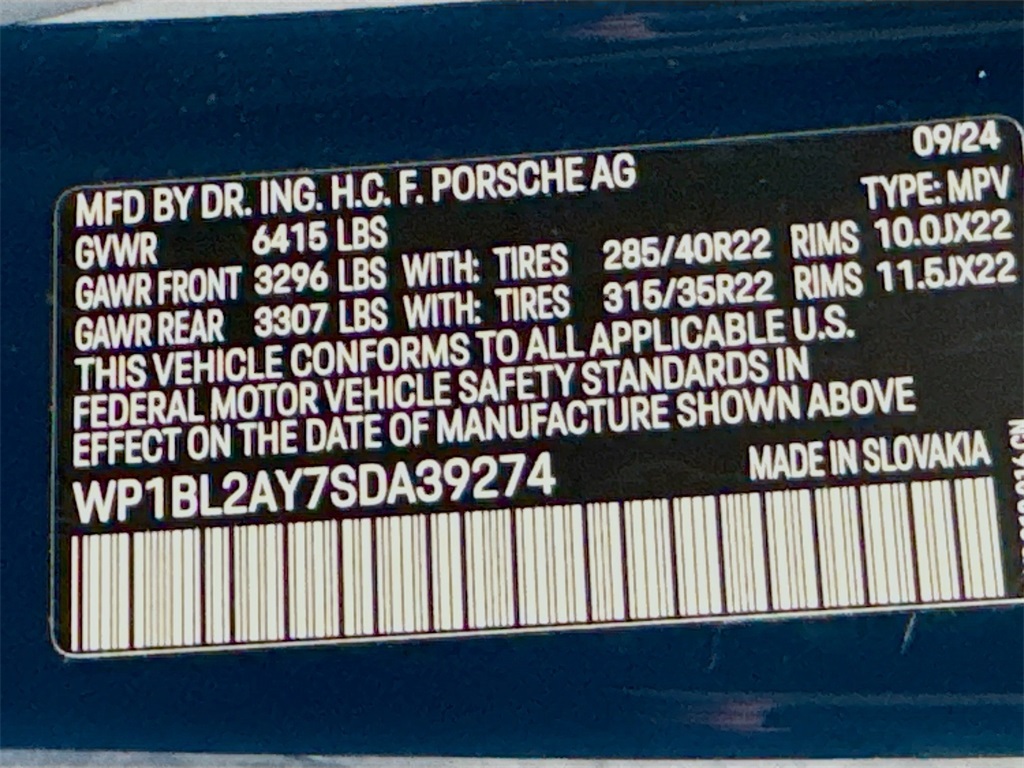 09/24
MFD BY DR. ING. H.C. F. PORSCHE AG
TYPE: MPV
GVWR 6415 LBS
GAWR FRONT 3296 LBS WITH: TIRES 285/40R22 RIMS 10.0JX22
GAWR REAR 3307 LBS WITH: TIRES 315/35R22 RIMS 11.5JX22
THIS VEHICLE CONFORMS TO ALL APPLICABLE U.S.
FEDERAL MOTOR VEHICLE SAFETY STANDARDS IN
EFFECT ON THE DATE OF MANUFACTURE SHOWN ABOVE
WP1BL2AY7SDA39274
MADE IN SLOVAKIA